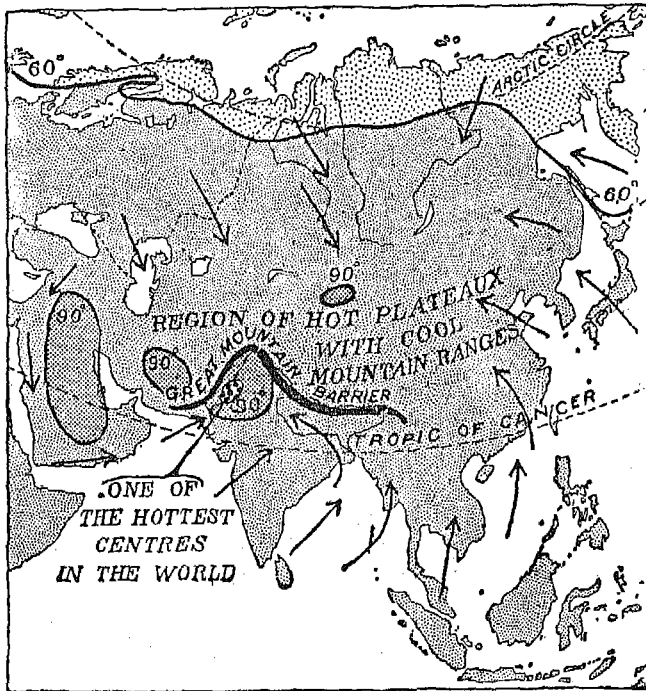 60°
ARCTIC CIRCLE
60°
90°
90°
REGION OF HOT PLATEAUX
WITH COOL
MOUNTAIN RANGES
90°
GREAT MOUNTAIN
BARRIER
90°
TROPIC OF CANCER
ONE OF
THE HOTTEST
CENTRES
IN THE WORLD